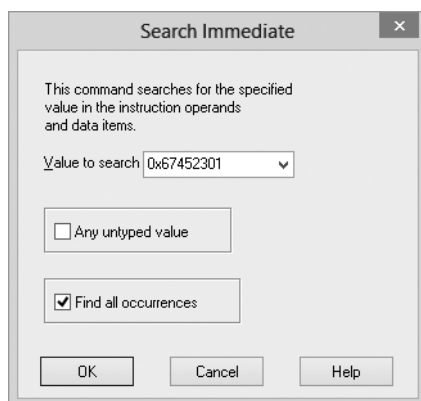 Search Immediate
×
This command searches for the specified
value in the instruction operands
and data items.
Value to search 0x67452301
Any untyped value
Find all occurrences
OK Cancel Help